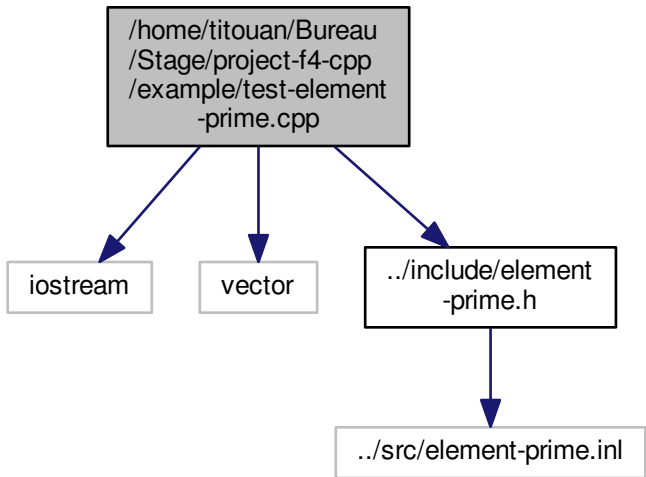 /home/titouan/Bureau
/Stage/project-f4-cpp
/example/test-element
-prime.cpp
iostream
vector
../include/element
-prime.h
../src/element-prime.inl